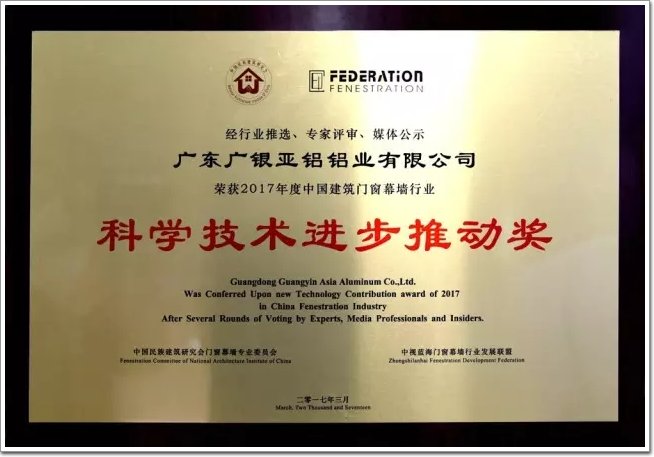 FEDERATION
FENESTRATION
经行业推选、专家评审、媒体公示
广东广银亚铝铝业有限公司
荣获2017年度中国建筑门窗幕墙行业
科学技术进步推动奖
Guangdong Guangyin Asia Aluminum Co.,Ltd.
Was Conferred Upon new Technology Contribution award of 2017
in China Fenestration Industry
After Several Rounds of Voting by Experts, Media Professionals and Insiders.
中国民族建筑研究会门窗幕墙专业委员会
Fenestration Committee of National Architecture Institute of China
中视蓝海门窗幕墙行业发展联盟
Zhongshilanhai Fenestration Development Federation
二零一七年三月
March, Two Thousand and Seventeen